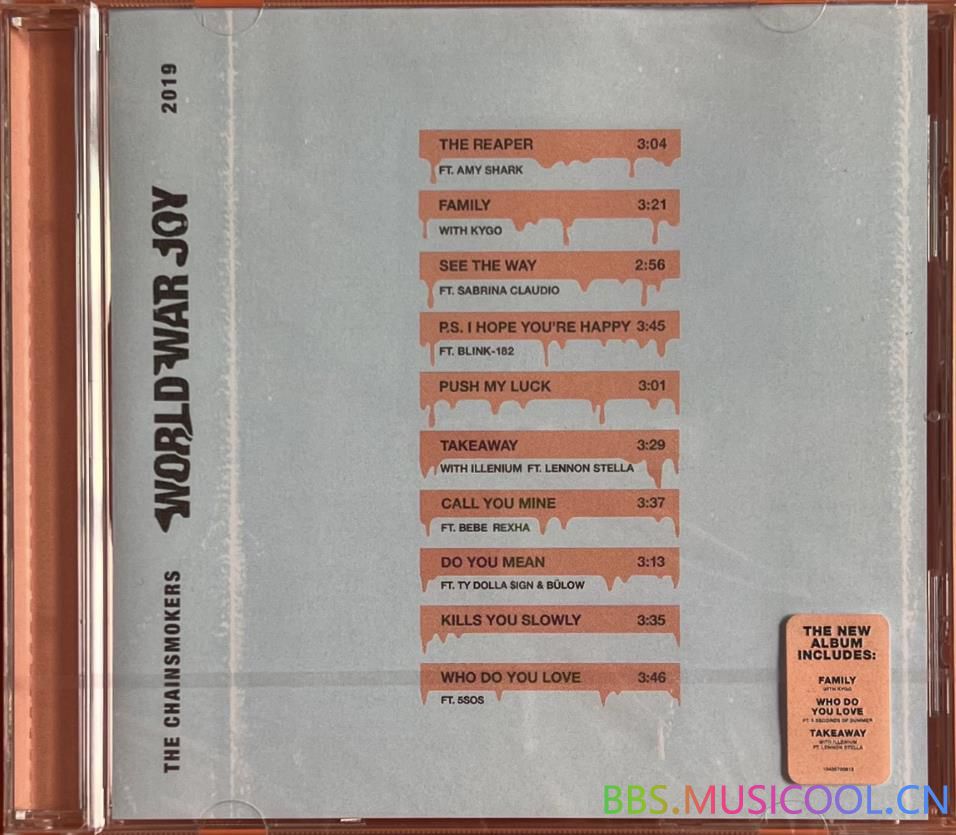 THE CHAINSMOKERS WORLD WAR JOY 2019
THE REAPER 3:04
FT. AMY SHARK
FAMILY 3:21
WITH KYGO
SEE THE WAY 2:56
FT. SABRINA CLAUDIO
P.S. I HOPE YOU'RE HAPPY 3:45
FT. BLINK-182
PUSH MY LUCK 3:01
TAKEAWAY 3:29
WITH ILLENIUM FT. LENNON STELLA
CALL YOU MINE 3:37
FT. BEBE REXHA
DO YOU MEAN 3:13
FT. TY DOLLA $IGN & BÜLOW
KILLS YOU SLOWLY 3:35
WHO DO YOU LOVE 3:46
FT. 5SOS
THE NEW
ALBUM
INCLUDES:
FAMILY
WITH KYGO
WHO DO
YOU LOVE
FT. 5 SECONDS OF SUMMER
TAKEAWAY
WITH ILLENIUM
FT. LENNON STELLA
BBS.MUSICOOL.CN